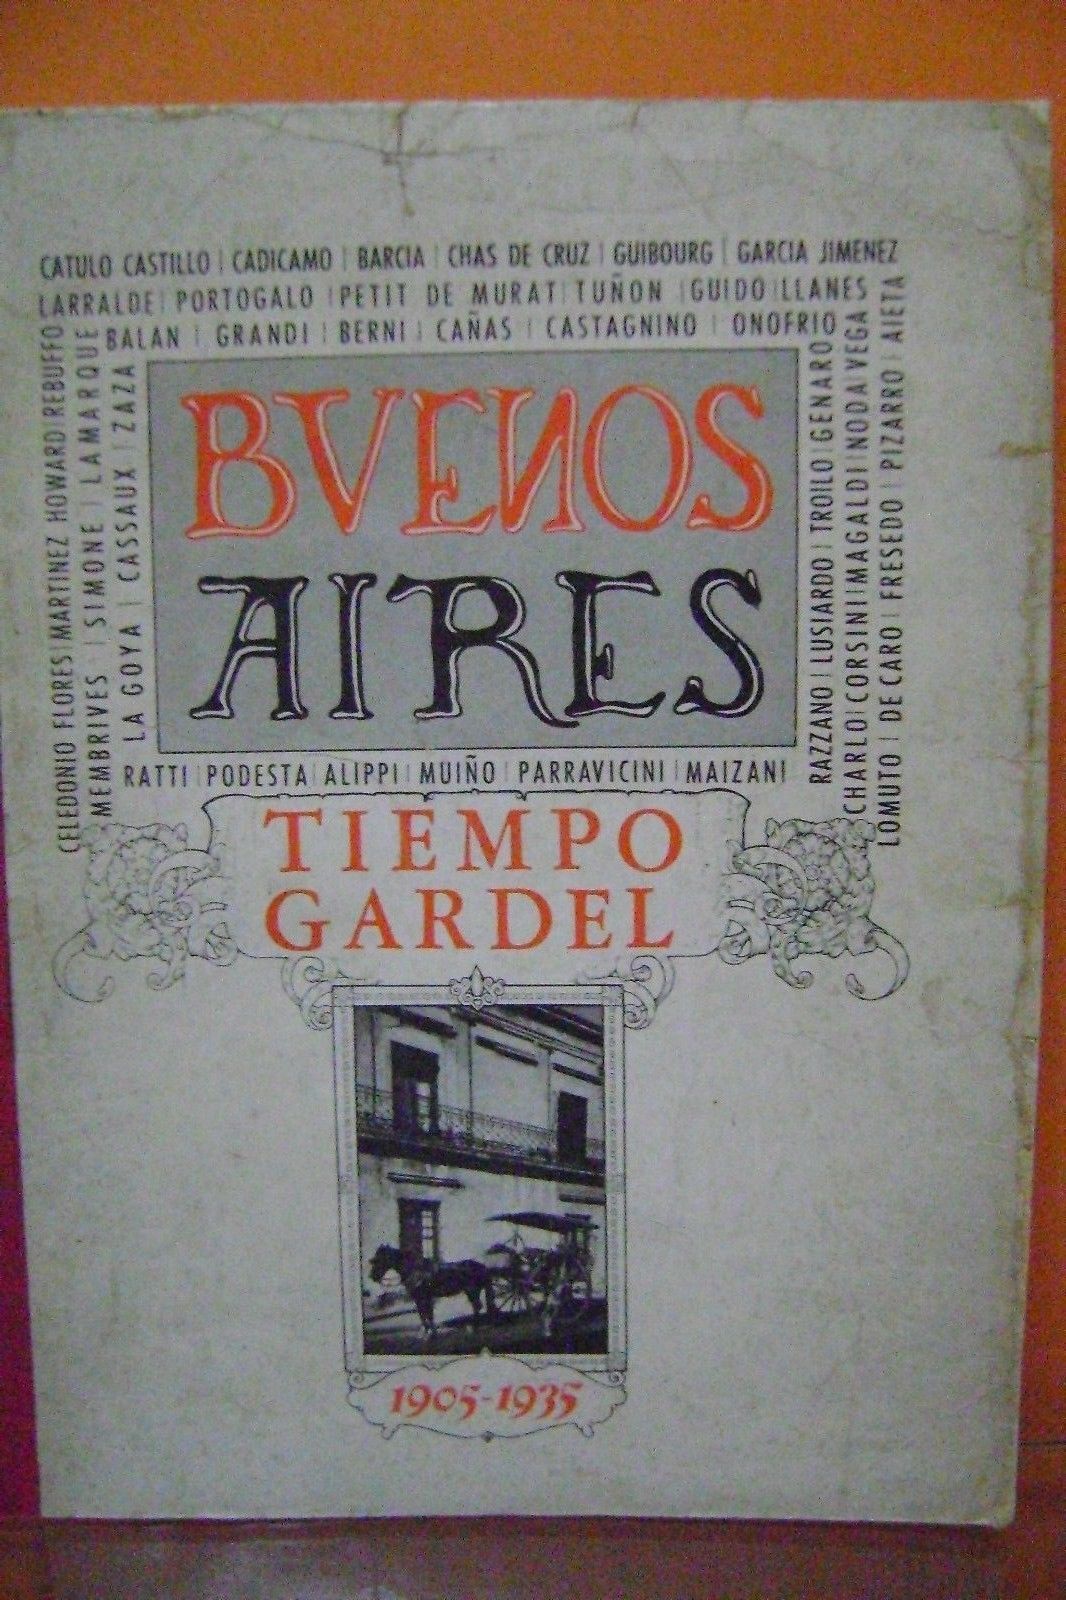 CATULO CASTILLO | CADICAMO | BARCIA | CHAS DE CRUZ | GUIBOURG | GARCIA JIMENEZ
LARRALDE | PORTOGALO | PETIT DE MURAT | TUÑON | GUIDO | LLANES
BALAN | GRANDI | BERNI | CAÑAS | CASTAGNINO | ONOFRIO
CELEDONIO FLORES | MARTINEZ HOWARD | REBUFFO
MEMBRIVES | SIMONE | LAMARQUE
LA GOYA | CASSAUX | ZAZA
BVENOS
AIRES
RAZZANO | LUSIARDO | TROILO | GENARO
CHARLO | CORSINI | MAGALDI | NODA | VEGA
LOMUTO | DE CARO | FRESEDO | PIZARRO | AIETA
RATTI | PODESTA | ALIPPI | MUIÑO | PARRAVICINI | MAIZANI
TIEMPO
GARDEL
1905-1935